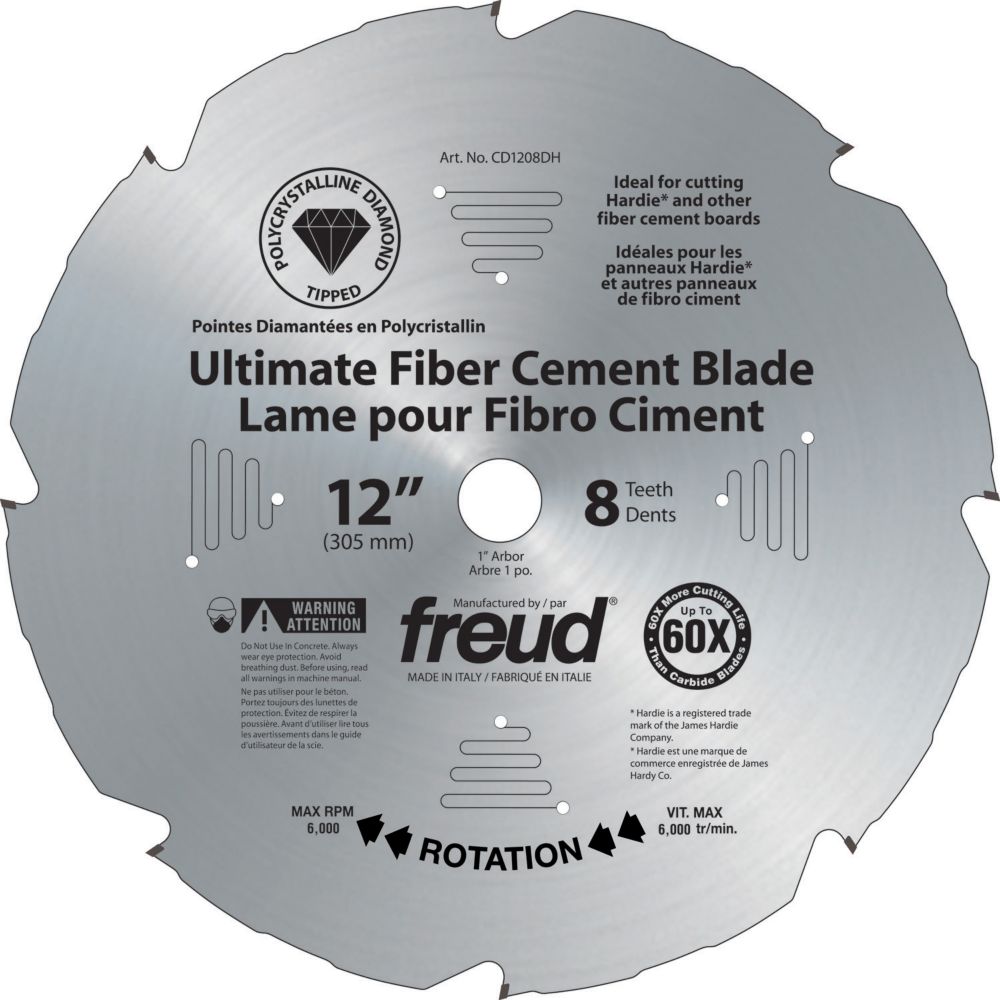 Art. No. CD1208DH
POLYCRYSTALLINE DIAMOND
TIPPED
Ideal for cutting
Hardie* and other
fiber cement boards
Idéales pour les
panneaux Hardie*
et autres panneaux
de fibro ciment
Pointes Diamantées en Polycristallin
Ultimate Fiber Cement Blade
Lame pour Fibro Ciment
12”
(305 mm)
8 Teeth
Dents
1” Arbor
Arbre 1 po.
WARNING
ATTENTION
Do Not Use In Concrete. Always
wear eye protection. Avoid
breathing dust. Before using, read
all warnings in machine manual.
Ne pas utiliser pour le béton.
Portez toujours des lunettes de
protection. Évitez de respirer la
poussière. Avant d'utiliser lire tous
les avertissements dans le guide
d'utilisateur de la scie.
Manufactured by / par
freud®
MADE IN ITALY / FABRIQUÉ EN ITALIE
60X More Cutting Life
Up To
60X
Than Carbide Blades
* Hardie is a registered trade
mark of the James Hardie
Company.
* Hardie est une marque de
commerce enregistrée de James
Hardy Co.
MAX RPM
6,000
VIT. MAX
6,000 tr/min.
ROTATION